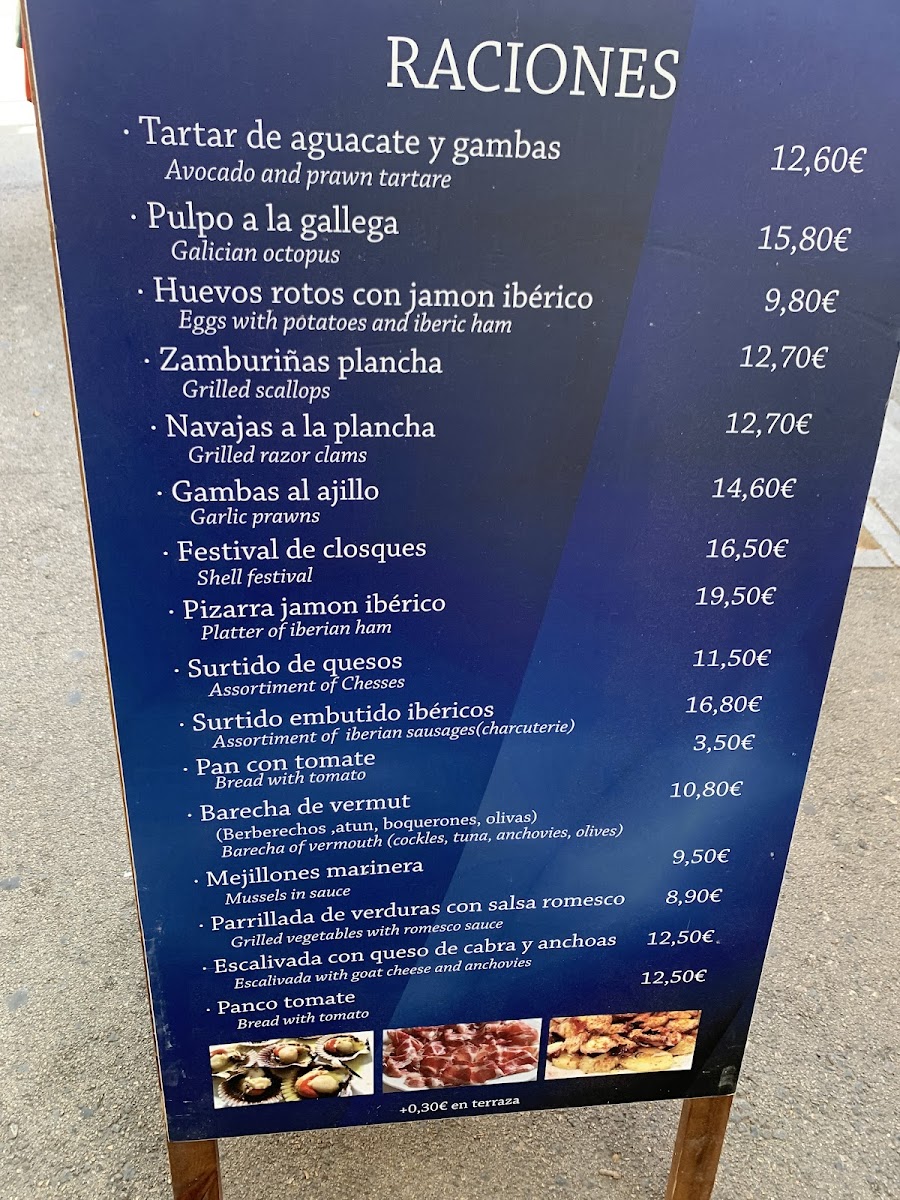 RACIONES
· Tartar de aguacate y gambas 12,60€
Avocado and prawn tartare
· Pulpo a la gallega 15,80€
Galician octopus
· Huevos rotos con jamon ibérico 9,80€
Eggs with potatoes and iberic ham
· Zamburiñas plancha 12,70€
Grilled scallops
· Navajas a la plancha 12,70€
Grilled razor clams
· Gambas al ajillo 14,60€
Garlic prawns
· Festival de closques 16,50€
Shell festival
· Pizarra jamon ibérico 19,50€
Platter of iberian ham
· Surtido de quesos 11,50€
Assortiment of Chesses
· Surtido embutido ibéricos 16,80€
Assortiment of iberian sausages(charcuterie)
· Pan con tomate 3,50€
Bread with tomato
· Barecha de vermut 10,80€
(Berberechos ,atun, boquerones, olivas)
Barecha of vermouth (cockles, tuna, anchovies, olives)
· Mejillones marinera 9,50€
Mussels in sauce
· Parrillada de verduras con salsa romesco 8,90€
Grilled vegetables with romesco sauce
· Escalivada con queso de cabra y anchoas 12,50€
Escalivada with goat cheese and anchovies
· Panco tomate 12,50€
Bread with tomato
+0,30€ en terraza